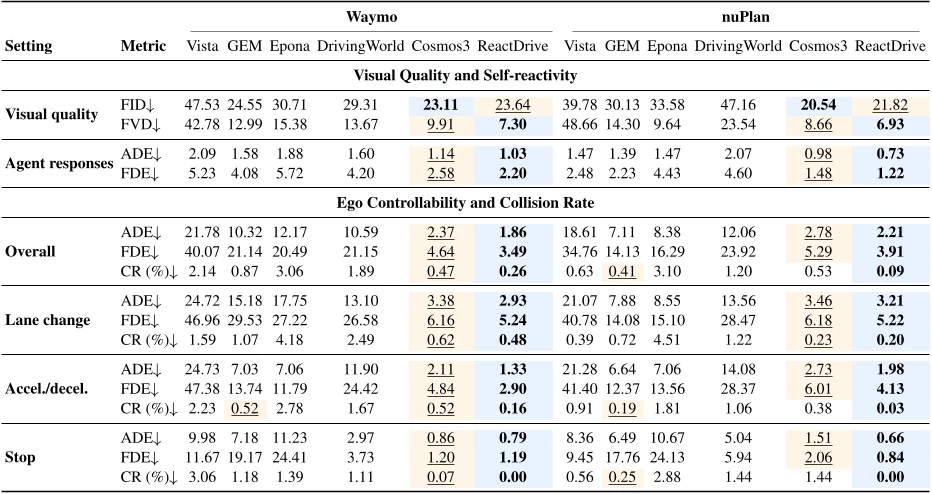 Waymo nuPlan
Setting Metric Vista GEM Epona DrivingWorld Cosmos3 ReactDrive Vista GEM Epona DrivingWorld Cosmos3 ReactDrive
Visual Quality and Self-reactivity
Visual quality FID↓ 47.53 24.55 30.71 29.31 23.11 23.64 39.78 30.13 33.58 47.16 20.54 21.82
FVD↓ 42.78 12.99 15.38 13.67 9.91 7.30 48.66 14.30 9.64 23.54 8.66 6.93
Agent responses ADE↓ 2.09 1.58 1.88 1.60 1.14 1.03 1.47 1.39 1.47 2.07 0.98 0.73
FDE↓ 5.23 4.08 5.72 4.20 2.58 2.20 2.48 2.23 4.43 4.60 1.48 1.22
Ego Controllability and Collision Rate
Overall ADE↓ 21.78 10.32 12.17 10.59 2.37 1.86 18.61 7.11 8.38 12.06 2.78 2.21
FDE↓ 40.07 21.14 20.49 21.15 4.64 3.49 34.76 14.13 16.29 23.92 5.29 3.91
CR (%)↓ 2.14 0.87 3.06 1.89 0.47 0.26 0.63 0.41 3.10 1.20 0.53 0.09
Lane change ADE↓ 24.72 15.18 17.75 13.10 3.38 2.93 21.07 7.88 8.55 13.56 3.46 3.21
FDE↓ 46.96 29.53 27.22 26.58 6.16 5.24 40.78 14.08 15.10 28.47 6.18 5.22
CR (%)↓ 1.59 1.07 4.18 2.49 0.62 0.48 0.39 0.72 4.51 1.22 0.23 0.20
Accel./decel. ADE↓ 24.73 7.03 7.06 11.90 2.11 1.33 21.28 6.64 7.06 14.08 2.73 1.98
FDE↓ 47.38 13.74 11.79 24.42 4.84 2.90 41.40 12.37 13.56 28.37 6.01 4.13
CR (%)↓ 2.23 0.52 2.78 1.67 0.52 0.16 0.91 0.19 1.81 1.06 0.38 0.03
Stop ADE↓ 9.98 7.18 11.23 2.97 0.86 0.79 8.36 6.49 10.67 5.04 1.51 0.66
FDE↓ 11.67 19.17 24.41 3.73 1.20 1.19 9.45 17.76 24.13 5.94 2.06 0.84
CR (%)↓ 3.06 1.18 1.39 1.11 0.07 0.00 0.56 0.25 2.88 1.44 1.44 0.00